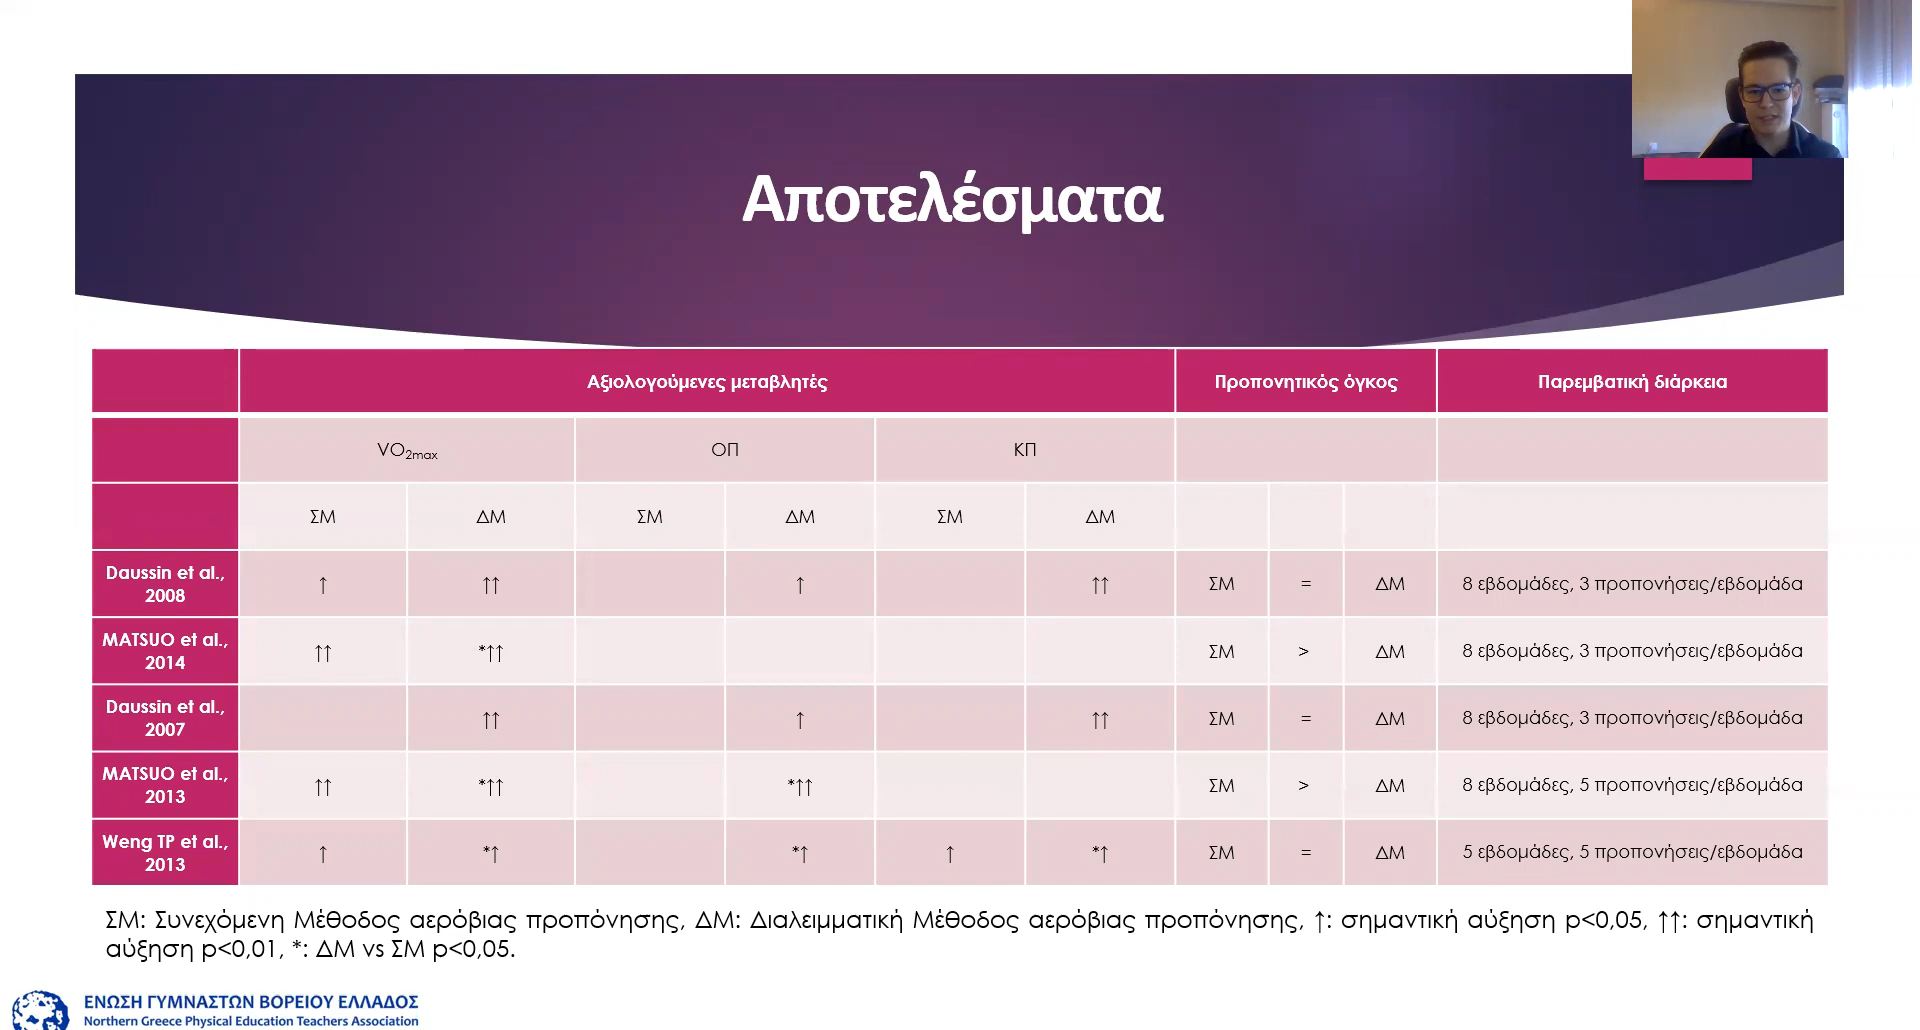 Αποτελέσματα
Αξιολογούμενες μεταβλητές Προπονητικός όγκος Παρεμβατική διάρκεια
VO2max ΟΠ ΚΠ
ΣΜ ΔΜ ΣΜ ΔΜ ΣΜ ΔΜ
Daussin et al., 2008 ↑ ↑↑ ↑ ↑↑ ΣΜ = ΔΜ 8 εβδομάδες, 3 προπονήσεις/εβδομάδα
MATSUO et al., 2014 ↑↑ *↑↑ ΣΜ > ΔΜ 8 εβδομάδες, 3 προπονήσεις/εβδομάδα
Daussin et al., 2007 ↑↑ ↑ ↑↑ ΣΜ = ΔΜ 8 εβδομάδες, 3 προπονήσεις/εβδομάδα
MATSUO et al., 2013 ↑↑ *↑↑ *↑↑ ΣΜ > ΔΜ 8 εβδομάδες, 5 προπονήσεις/εβδομάδα
Weng TP et al., 2013 ↑ *↑ *↑ ↑ *↑ ΣΜ = ΔΜ 5 εβδομάδες, 5 προπονήσεις/εβδομάδα
ΣΜ: Συνεχόμενη Μέθοδος αερόβιας προπόνησης, ΔΜ: Διαλειμματική Μέθοδος αερόβιας προπόνησης, ↑: σημαντική αύξηση p<0,05, ↑↑: σημαντική
αύξηση p<0,01, *: ΔΜ vs ΣΜ p<0,05.
ΕΝΩΣΗ ΓΥΜΝΑΣΤΩΝ ΒΟΡΕΙΟΥ ΕΛΛΑΔΟΣ
Northern Greece Physical Education Teachers Association